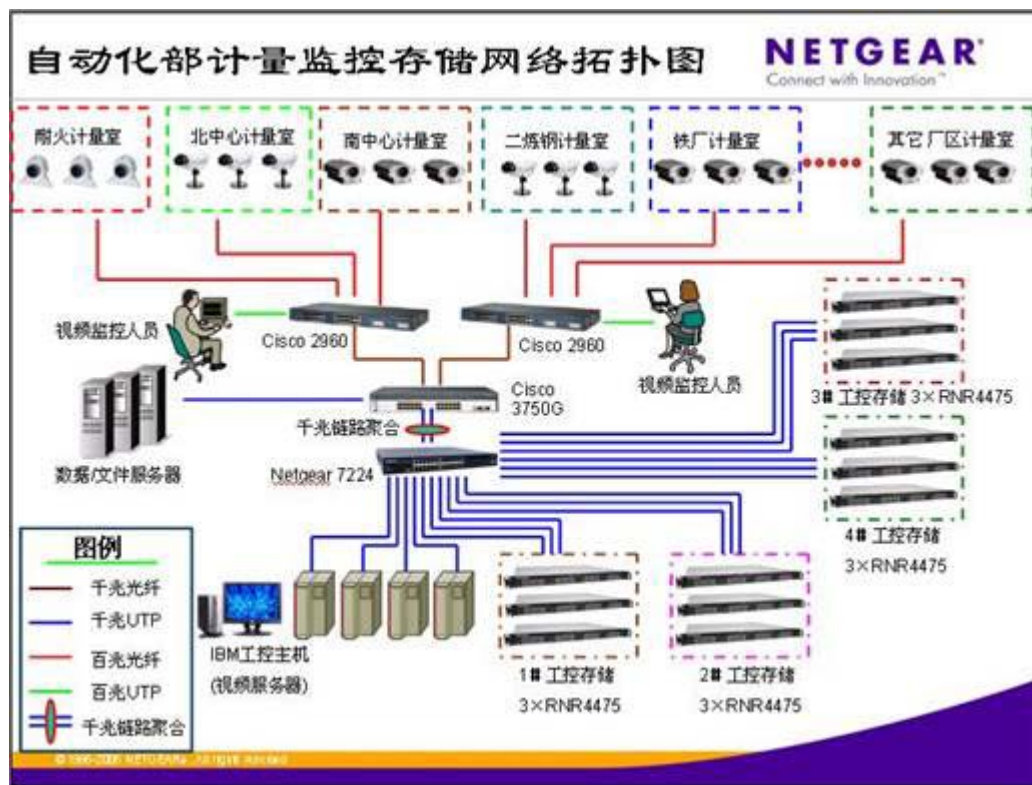 自动化部计量监控存储网络拓扑图
NETGEAR®
Connect with Innovation™
耐火计量室
北中心计量室
南中心计量室
二炼钢计量室
铁厂计量室
其它厂区计量室
视频监控人员
Cisco 2960
Cisco 2960
视频监控人员
Cisco
3750G
千兆链路聚合
3# 工控存储 3×RNR4475
数据/文件服务器
Netgear 7224
4# 工控存储
3×RNR4475
图例
千兆光纤
千兆UTP
百兆光纤
百兆UTP
千兆链路聚合
IBM工控主机
(视频服务器)
1# 工控存储
3×RNR4475
2# 工控存储
3×RNR4475